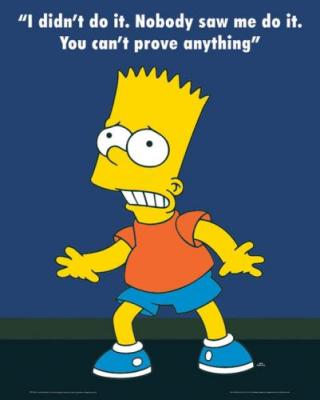 “I didn’t do it. Nobody saw me do it.
You can’t prove anything”